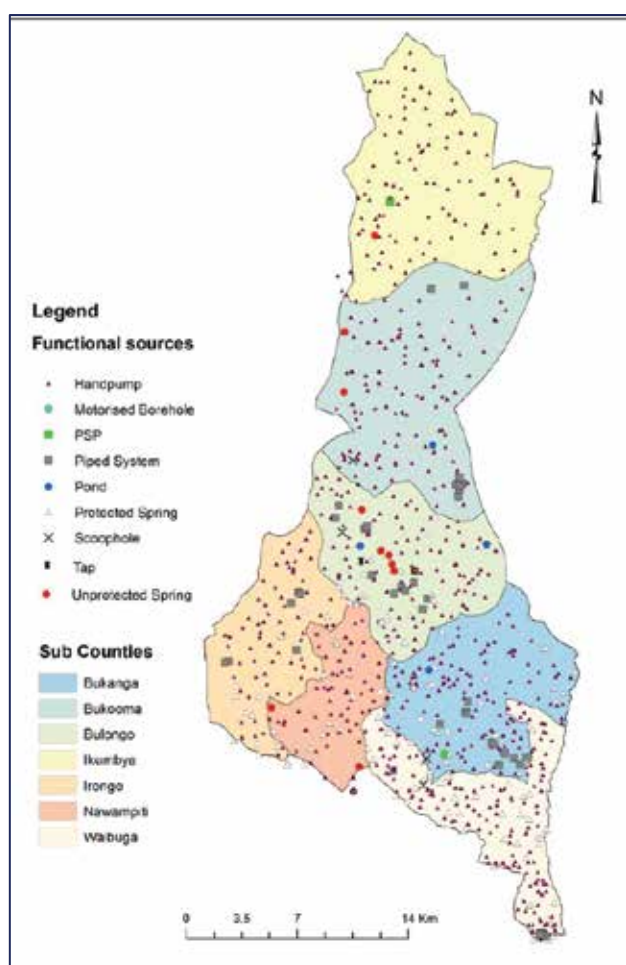 N
Legend
Functional sources
Handpump
Motorised Borehole
PSP
Piped System
Pond
Protected Spring
Scoophole
Tap
Unprotected Spring
Sub Counties
Bukanga
Bukooma
Bulongo
Ikumbya
Irongo
Nawampiti
Waibuga
0 3.5 7 14 Km